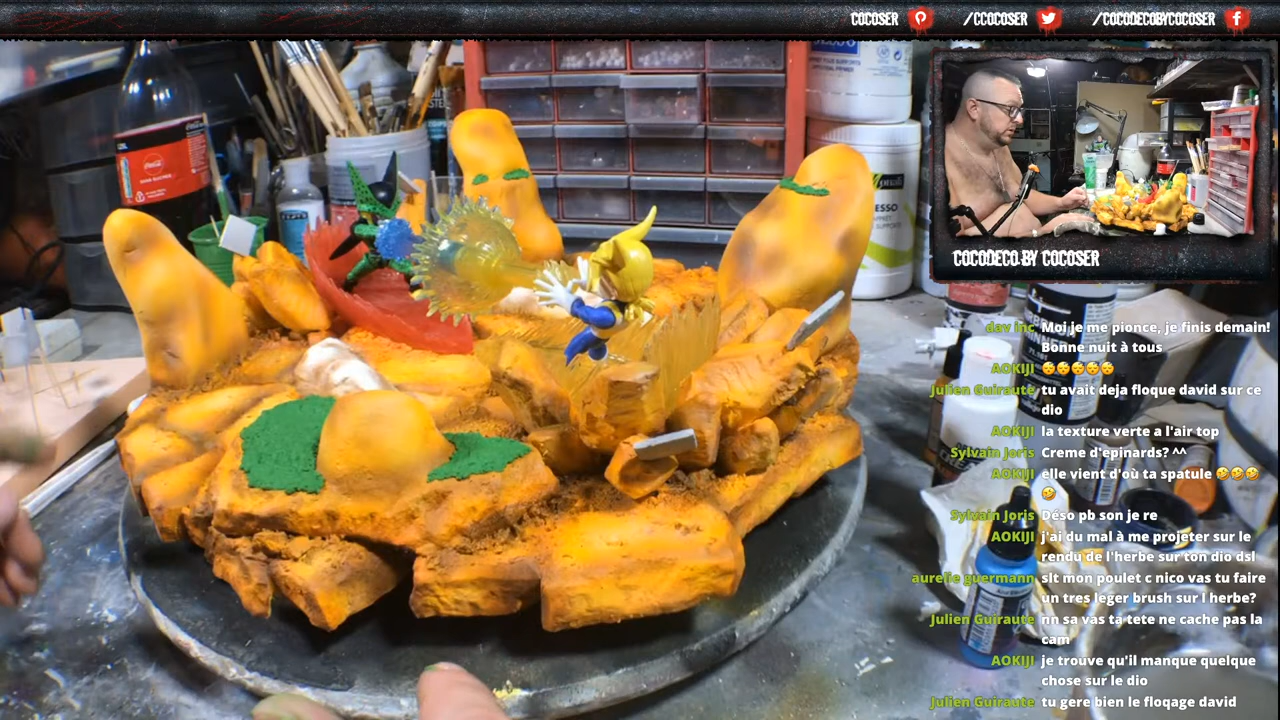 COCOSER
/CCOCOSER
/COCODECOBYCOCOSER
COCODECO BY COCOSER
dav inc Moi je me pionce, je finis demain!
Bonne nuit à tous
AOKIJI 😴😴😴😴😴
Julien Guiraute tu avait deja floque david sur ce
dio
AOKIJI la texture verte a l'air top
Sylvain Joris Creme d'epinards? ^^
AOKIJI elle vient d'où ta spatule 🤣🤣🤣
🤣
Sylvain Joris Déso pb son je re
AOKIJI j'ai du mal à me projeter sur le
rendu de l'herbe sur ton dio dsl
aurelie guermann slt mon poulet c nico vas tu faire
un tres leger brush sur l herbe?
Julien Guiraute nn sa vas ta tete ne cache pas la
cam
AOKIJI je trouve qu'il manque quelque
chose sur le dio
Julien Guiraute tu gere bien le floqage david
Coca-Cola